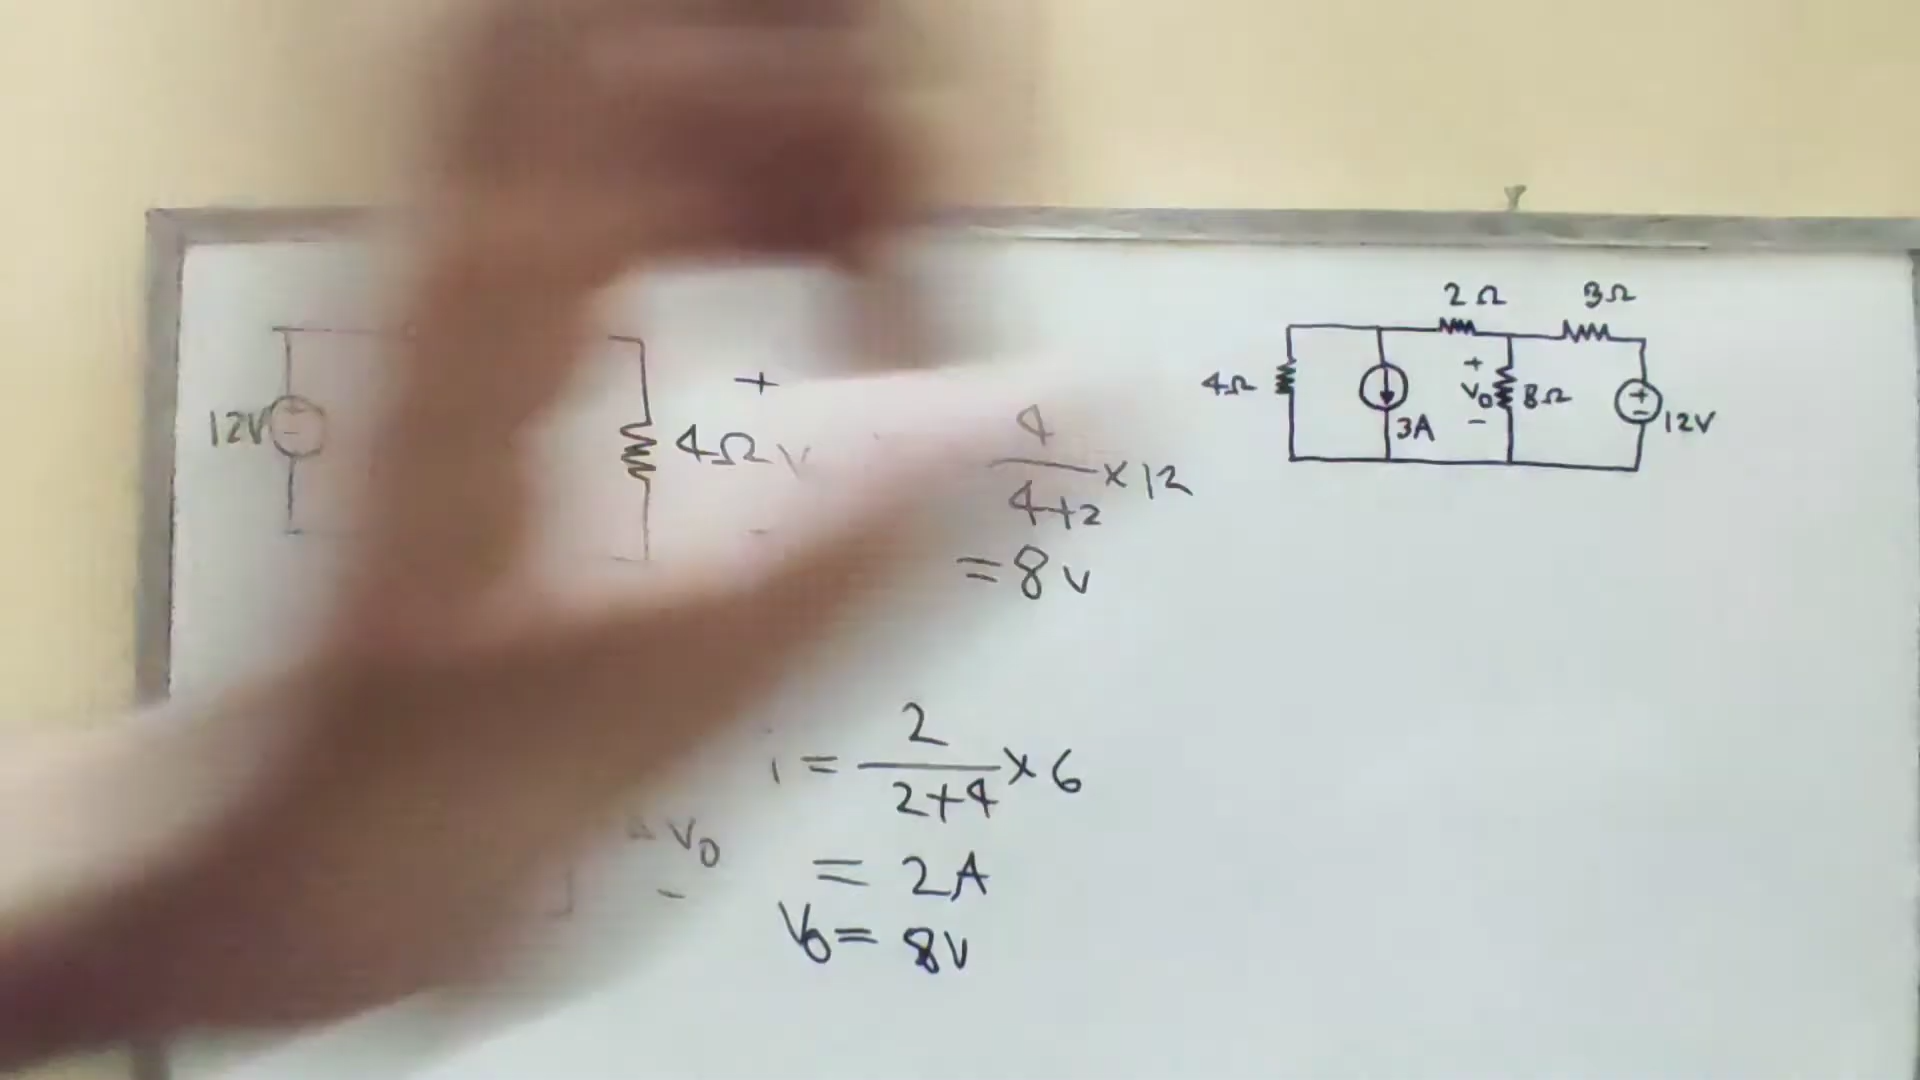 12V
4Ω
+
V
-
4
4+2
×12
= 8V
i = 2
2+4
×6
= 2A
V0 = 8V
V0
-
2Ω
3Ω
4Ω
3A
+
V0
-
8Ω
+
-
12V